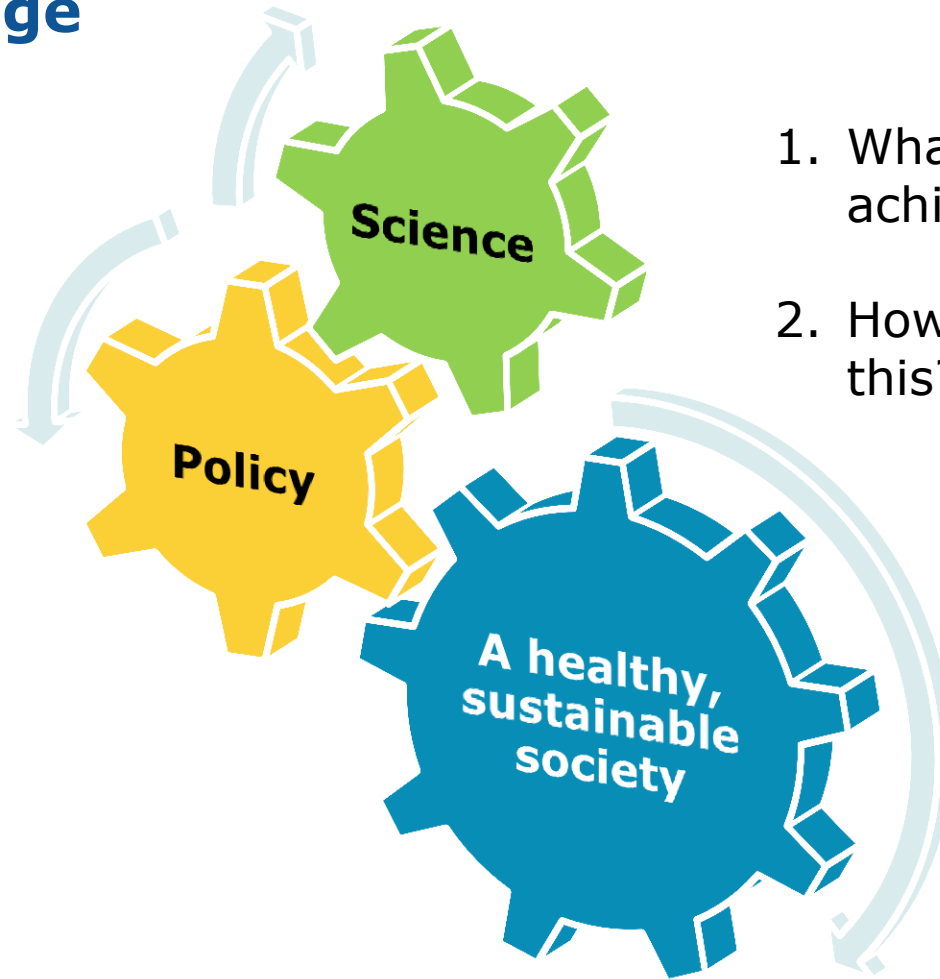 ge
1. Wha
achi
2. How
this?
Science
Policy
A healthy,
sustainable
society